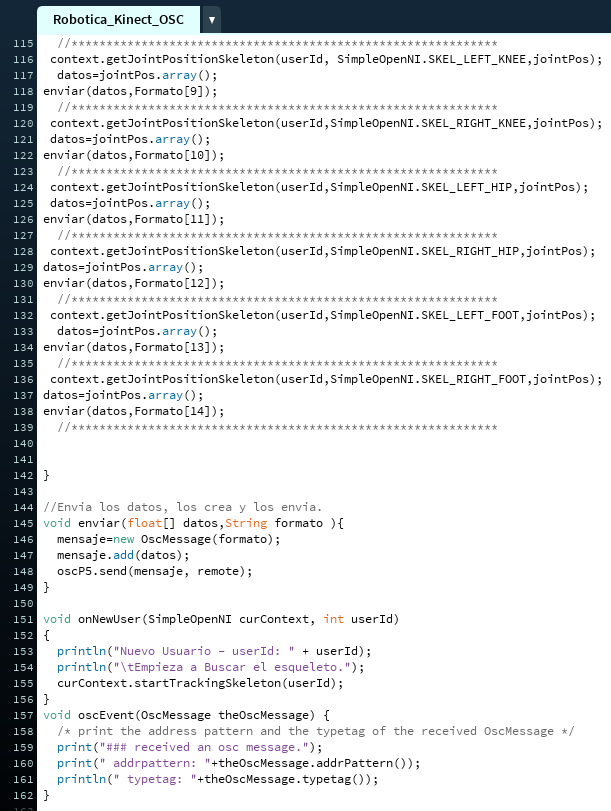 Robotica_Kinect_OSC ▼
115   //************************************************************
116  context.getJointPositionSkeleton(userId, SimpleOpenNI.SKEL_LEFT_KNEE,jointPos);
117   datos=jointPos.array();
118 enviar(datos,Formato[9]);
119   //************************************************************
120  context.getJointPositionSkeleton(userId,SimpleOpenNI.SKEL_RIGHT_KNEE,jointPos);
121  datos=jointPos.array();
122 enviar(datos,Formato[10]);
123   //************************************************************
124  context.getJointPositionSkeleton(userId,SimpleOpenNI.SKEL_LEFT_HIP,jointPos);
125  datos=jointPos.array();
126 enviar(datos,Formato[11]);
127   //************************************************************
128  context.getJointPositionSkeleton(userId,SimpleOpenNI.SKEL_RIGHT_HIP,jointPos);
129 datos=jointPos.array();
130 enviar(datos,Formato[12]);
131   //************************************************************
132  context.getJointPositionSkeleton(userId,SimpleOpenNI.SKEL_LEFT_FOOT,jointPos);
133   datos=jointPos.array();
134 enviar(datos,Formato[13]);
135   //************************************************************
136  context.getJointPositionSkeleton(userId,SimpleOpenNI.SKEL_RIGHT_FOOT,jointPos);
137 datos=jointPos.array();
138 enviar(datos,Formato[14]);
139   //************************************************************
140
141
142 }
143
144 //Envia los datos, los crea y los envia.
145 void enviar(float[] datos,String formato ){
146   mensaje=new OscMessage(formato);
147   mensaje.add(datos);
148   oscP5.send(mensaje, remote);
149 }
150
151 void onNewUser(SimpleOpenNI curContext, int userId)
152 {
153   println("Nuevo Usuario - userId: " + userId);
154   println("\tEmpieza a Buscar el esqueleto.");
155   curContext.startTrackingSkeleton(userId);
156 }
157 void oscEvent(OscMessage theOscMessage) {
158   /* print the address pattern and the typetag of the received OscMessage */
159   print("### received an osc message.");
160   print(" addrpattern: "+theOscMessage.addrPattern());
161   println(" typetag: "+theOscMessage.typetag());
162 }